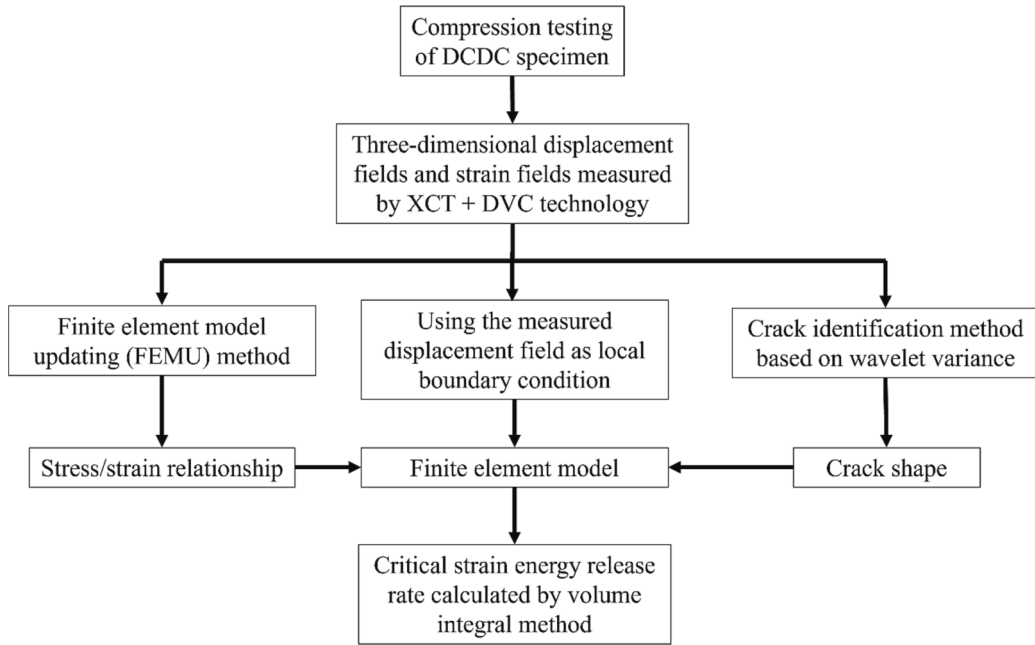 Compression testing
of DCDC specimen
Three-dimensional displacement
fields and strain fields measured
by XCT + DVC technology
Finite element model
updating (FEMU) method
Using the measured
displacement field as local
boundary condition
Crack identification method
based on wavelet variance
Stress/strain relationship
Finite element model
Crack shape
Critical strain energy release
rate calculated by volume
integral method